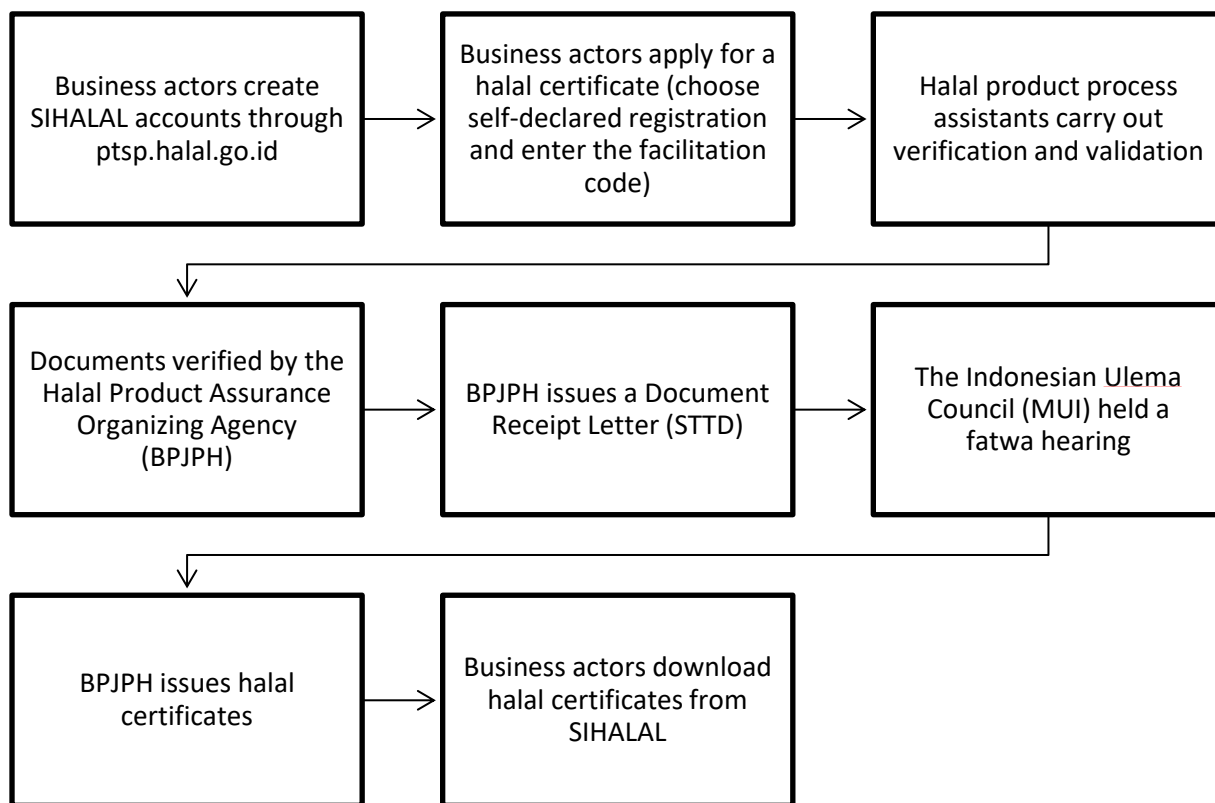 Business actors create
SIHALAL accounts through
ptsp.halal.go.id
Business actors apply for a
halal certificate (choose
self-declared registration
and enter the facilitation
code)
Halal product process
assistants carry out
verification and validation
Documents verified by the
Halal Product Assurance
Organizing Agency
(BPJPH)
BPJPH issues a Document
Receipt Letter (STTD)
The Indonesian Ulema
Council (MUI) held a
fatwa hearing
BPJPH issues halal
certificates
Business actors download
halal certificates from
SIHALAL